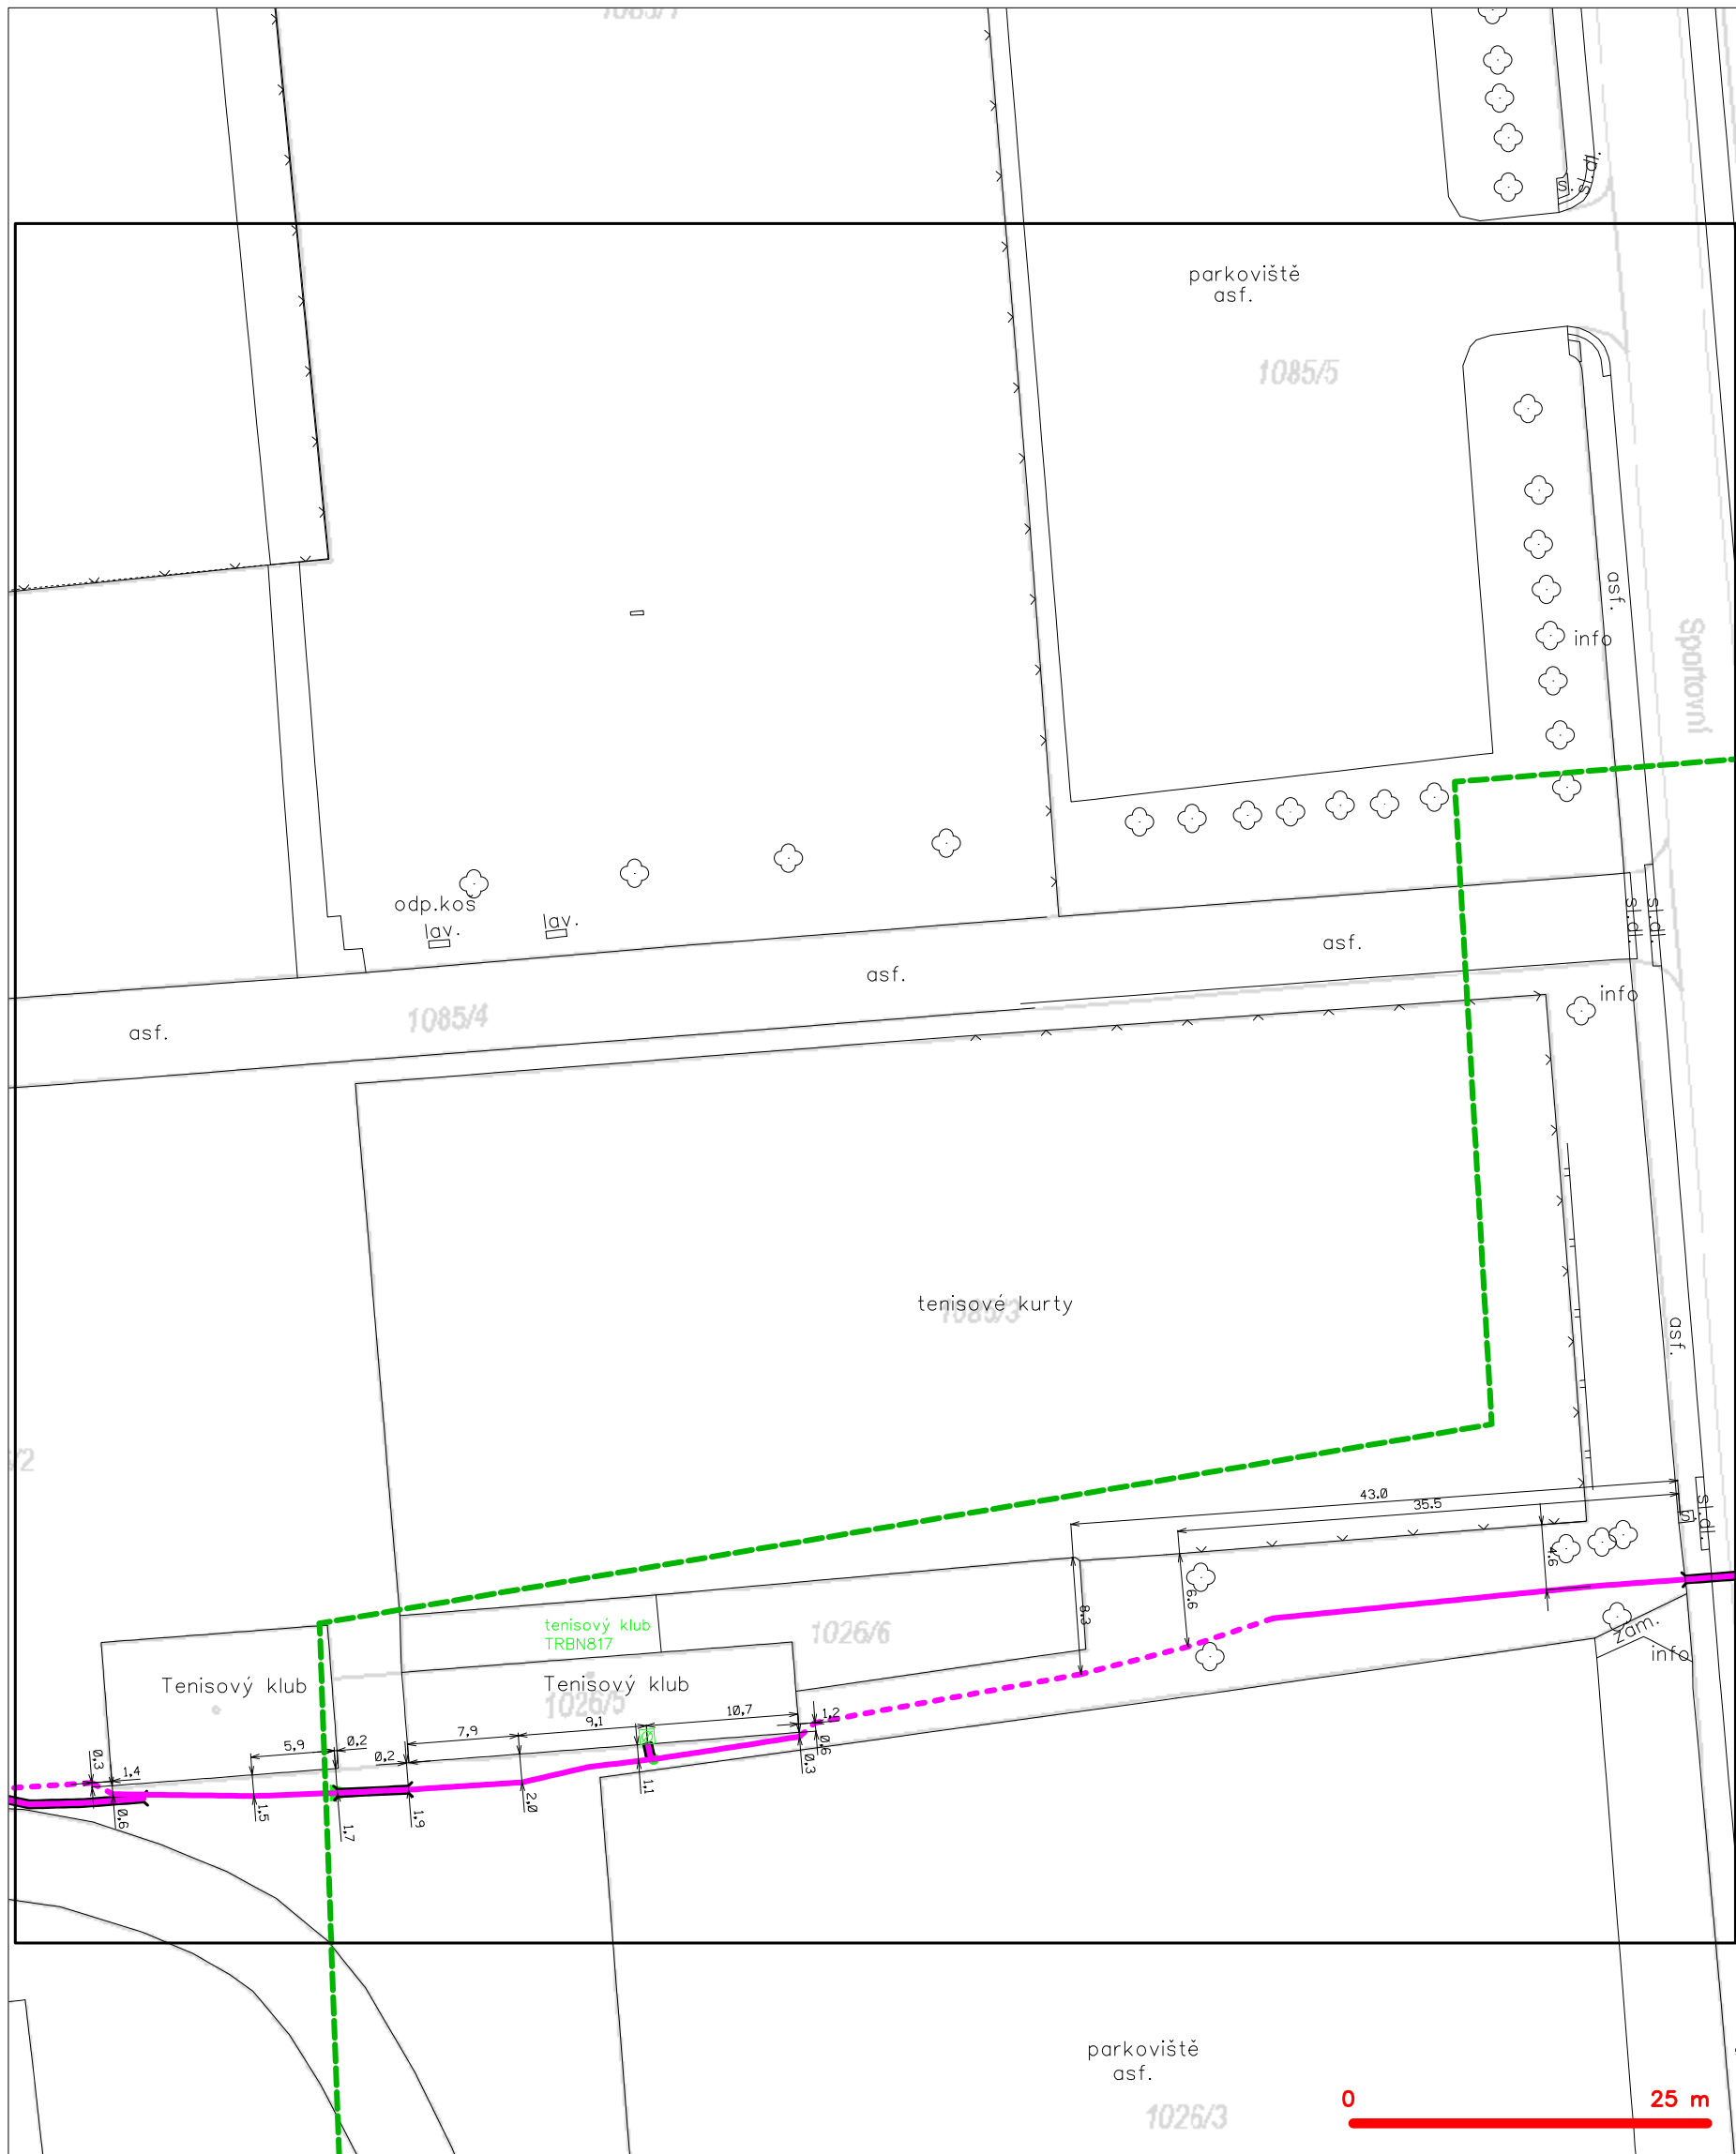 s.
sl.dl.
parkoviště
asf.
1085/5
asf.
info
Sportovní
odp.koš
lav.
lav.
sl.dl.
sl.dl.
asf.
asf.
info
1085/4
asf.
tenisové kurty
1085/3
asf.
/2
43.0
35.5
s.
sl.dl.
4.6
6.6
8.3
tenisový klub
TRBN817
1026/6
zam.
info
Tenisový klub
Tenisový klub
1026/5
10,7
1,2
9,1
7,9
0,2
5,9
0,2
0,6
0,3
0,3
1,4
1,1
2,0
1,5
0,6
1,9
1,7
parkoviště
asf.
0
25 m
1026/3